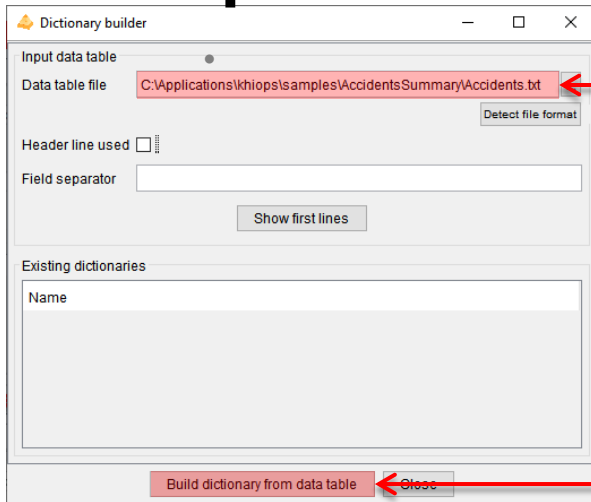 Dictionary builder
Input data table
Data table file C:\Applications\khiops\samples\AccidentsSummary\Accidents.txt
Detect file format
Header line used
Field separator
Show first lines
Existing dictionaries
Name
Build dictionary from data table Close